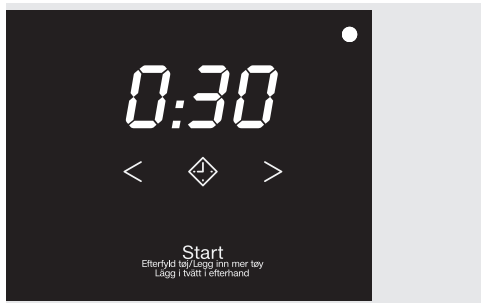 0:30
< >
Start
Efterfyld tøj/Legg inn mer tøy
Lägg i tvätt i efterhand